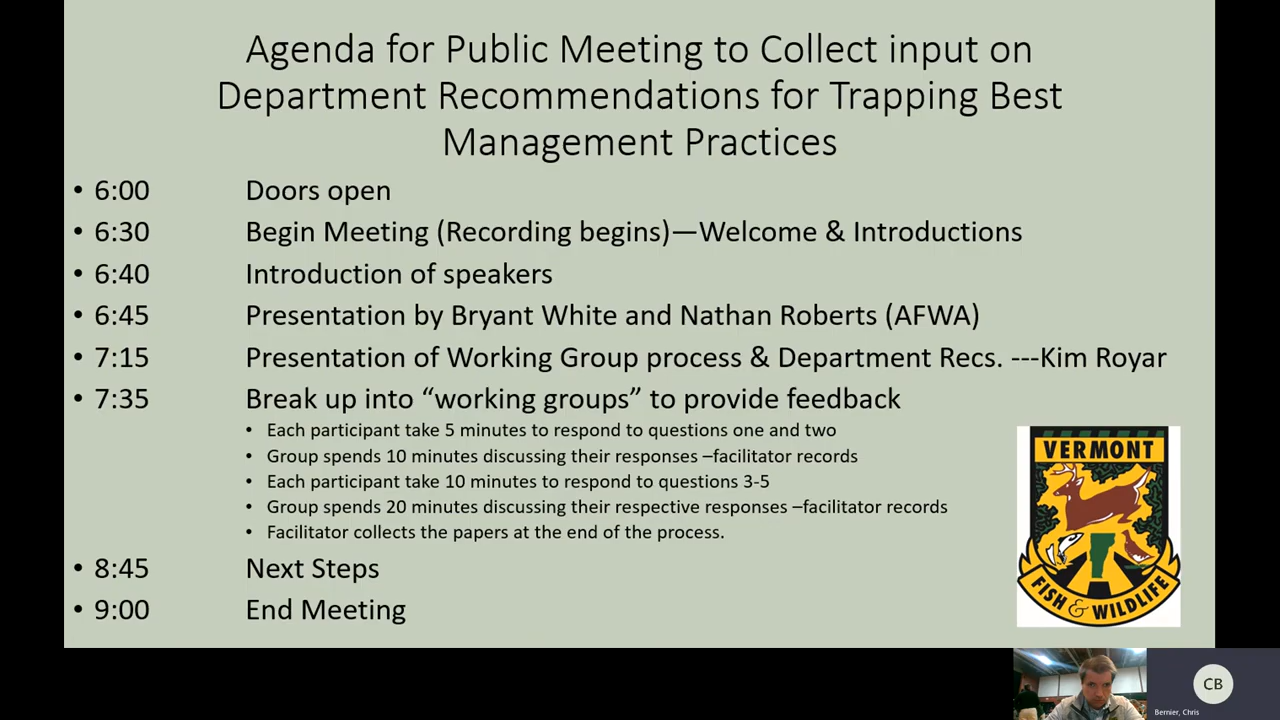 Agenda for Public Meeting to Collect input on
Department Recommendations for Trapping Best
Management Practices
• 6:00 Doors open
• 6:30 Begin Meeting (Recording begins)—Welcome & Introductions
• 6:40 Introduction of speakers
• 6:45 Presentation by Bryant White and Nathan Roberts (AFWA)
• 7:15 Presentation of Working Group process & Department Recs. ---Kim Royar
• 7:35 Break up into “working groups” to provide feedback
• Each participant take 5 minutes to respond to questions one and two
• Group spends 10 minutes discussing their responses –facilitator records
• Each participant take 10 minutes to respond to questions 3-5
• Group spends 20 minutes discussing their respective responses –facilitator records
• Facilitator collects the papers at the end of the process.
• 8:45 Next Steps
• 9:00 End Meeting
VERMONT
FISH & WILDLIFE
CB
Bernier, Chris